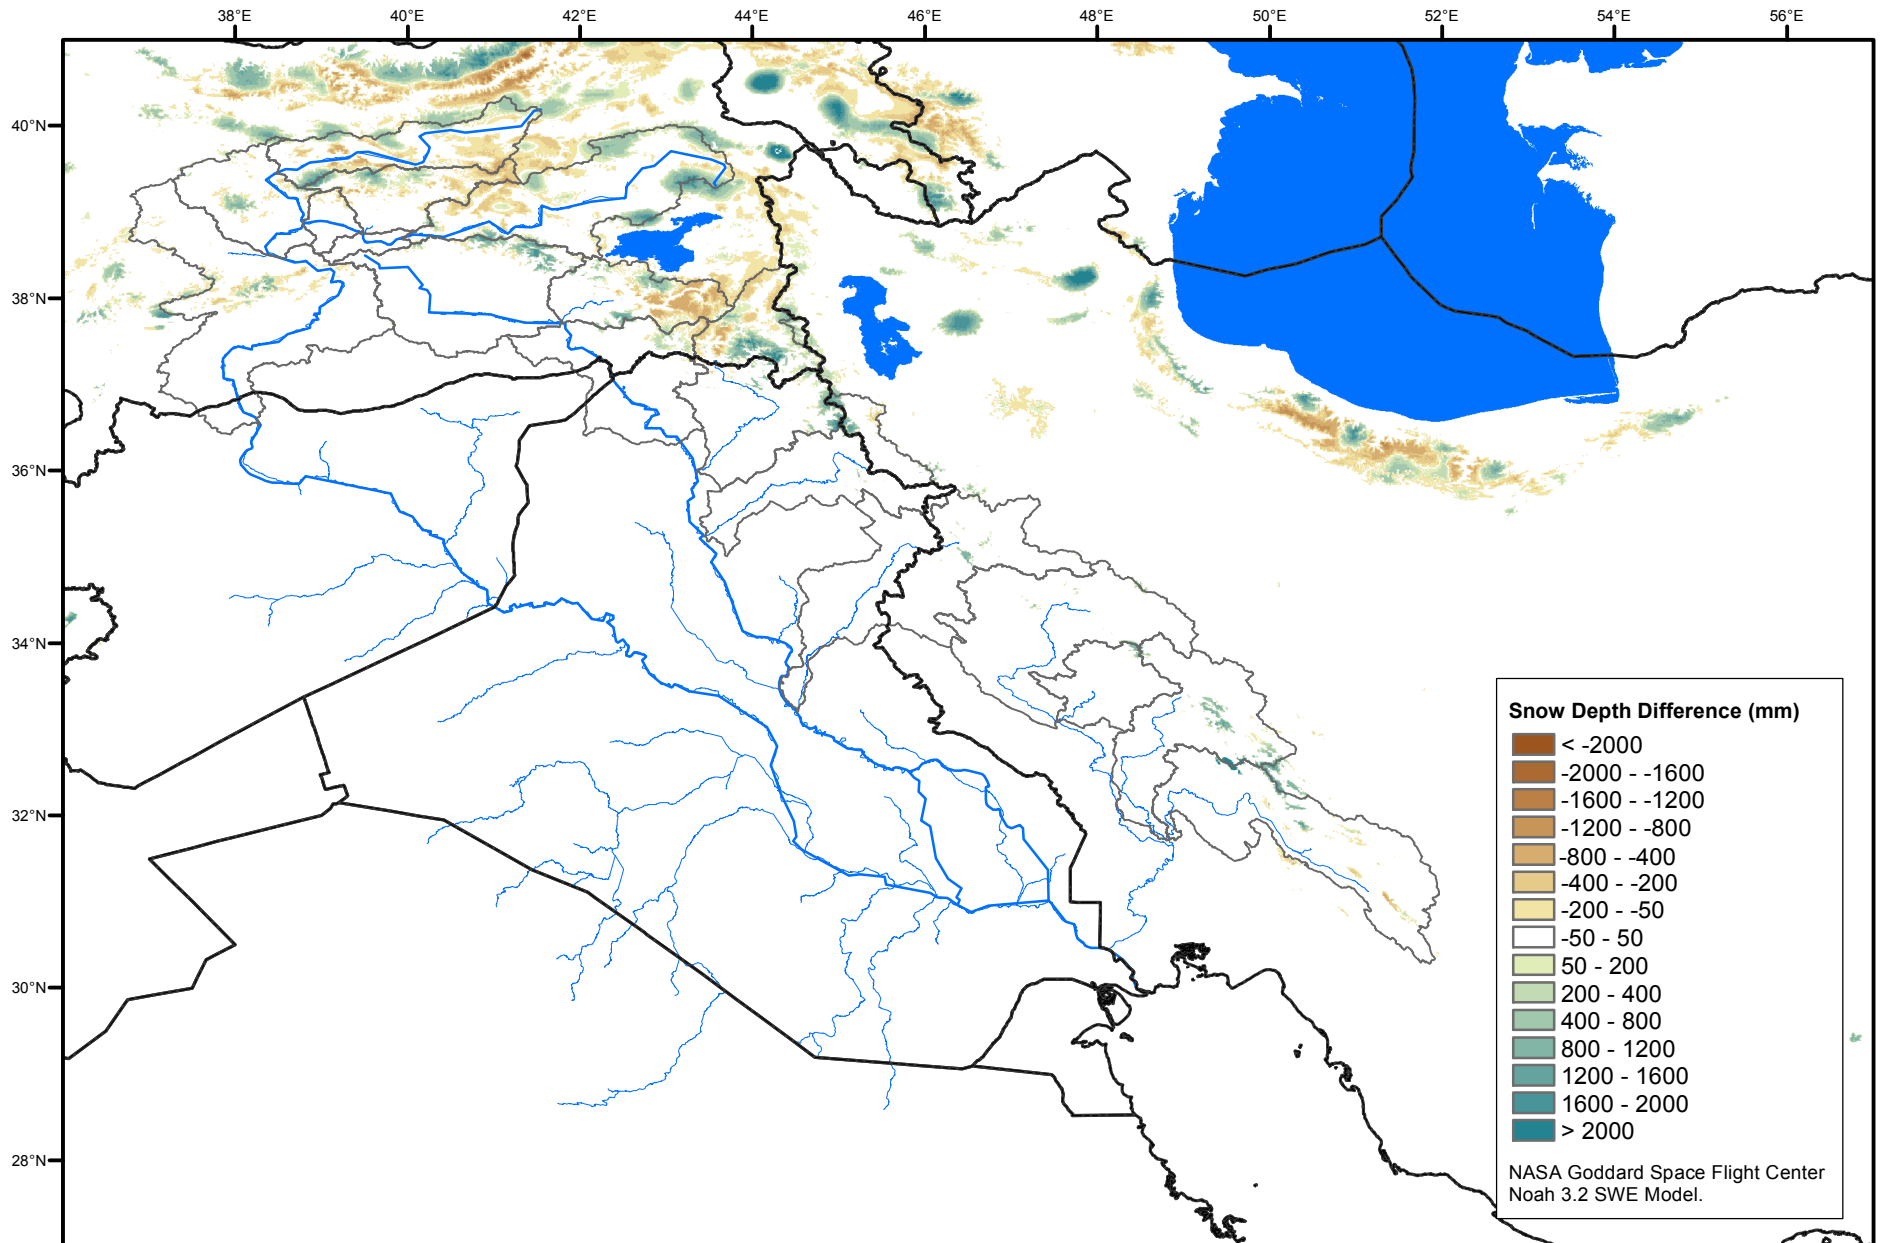 38°E 40°E 42°E 44°E 46°E 48°E 50°E 52°E 54°E 56°E
40°N
38°N
36°N
34°N
32°N
30°N
28°N
Snow Depth Difference (mm)
< -2000
-2000 - -1600
-1600 - -1200
-1200 - -800
-800 - -400
-400 - -200
-200 - -50
-50 - 50
50 - 200
200 - 400
400 - 800
800 - 1200
1200 - 1600
1600 - 2000
> 2000
NASA Goddard Space Flight Center
Noah 3.2 SWE Model.